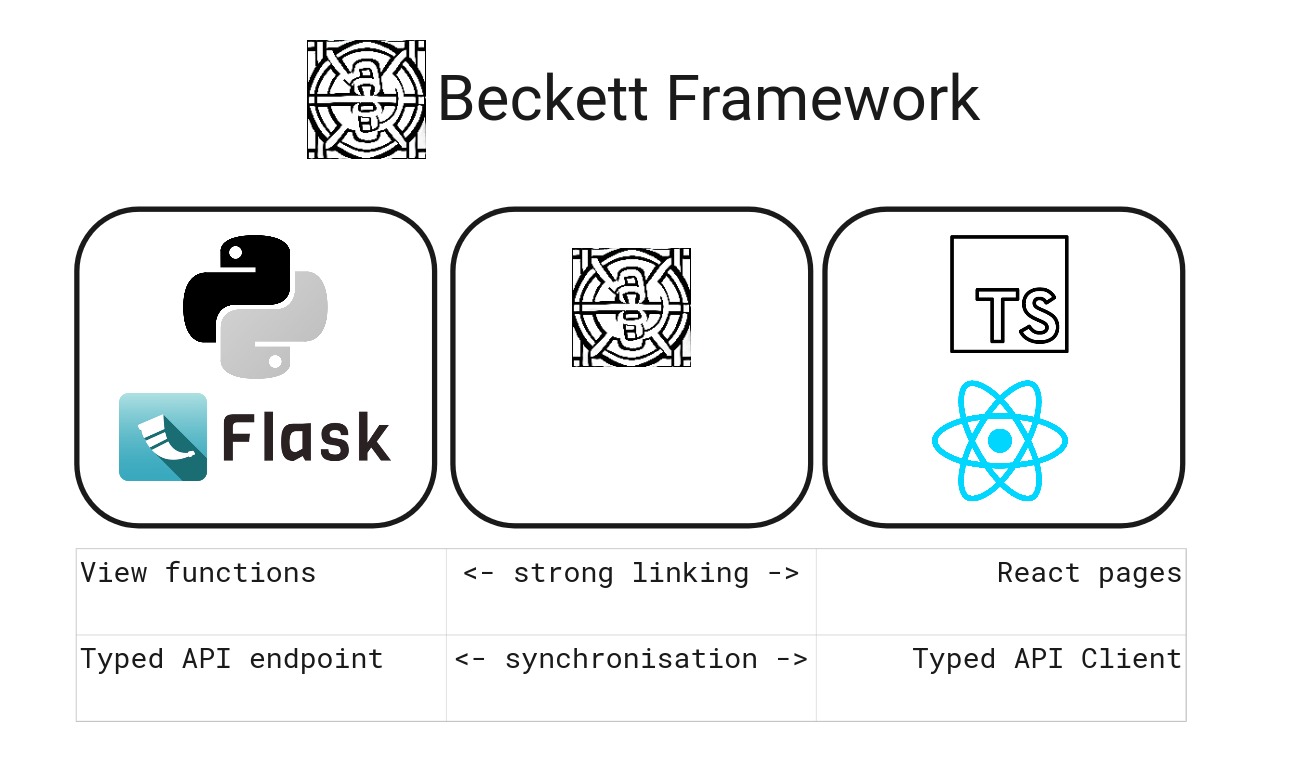 Beckett Framework
Flask
TS
View functions <- strong linking -> React pages
Typed API endpoint <- synchronisation -> Typed API Client